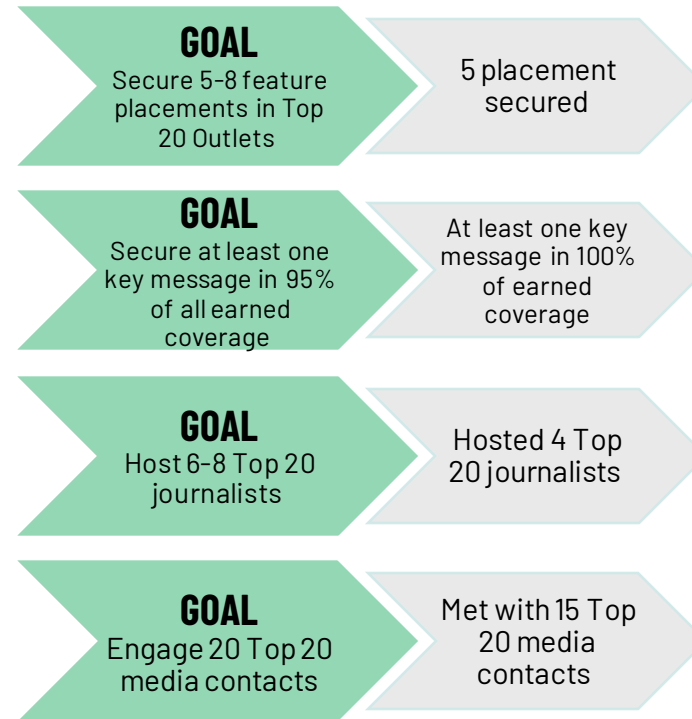 GOAL
Secure 5-8 feature
placements in Top
20 Outlets
5 placement
secured
GOAL
Secure at least one
key message in 95%
of all earned
coverage
At least one key
message in 100%
of earned
coverage
GOAL
Host 6-8 Top 20
journalists
Hosted 4 Top
20 journalists
GOAL
Engage 20 Top 20
media contacts
Met with 15 Top
20 media
contacts